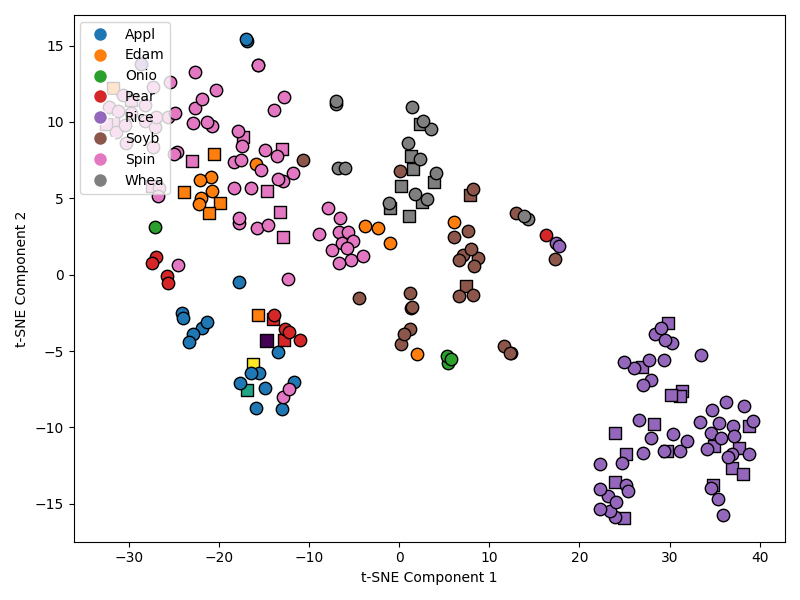 Appl
Edam
Onio
Pear
Rice
Soyb
Spin
Whea
15
10
5
0
−5
−10
−15
t-SNE Component 2
−30
−20
−10
0
10
20
30
40
t-SNE Component 1